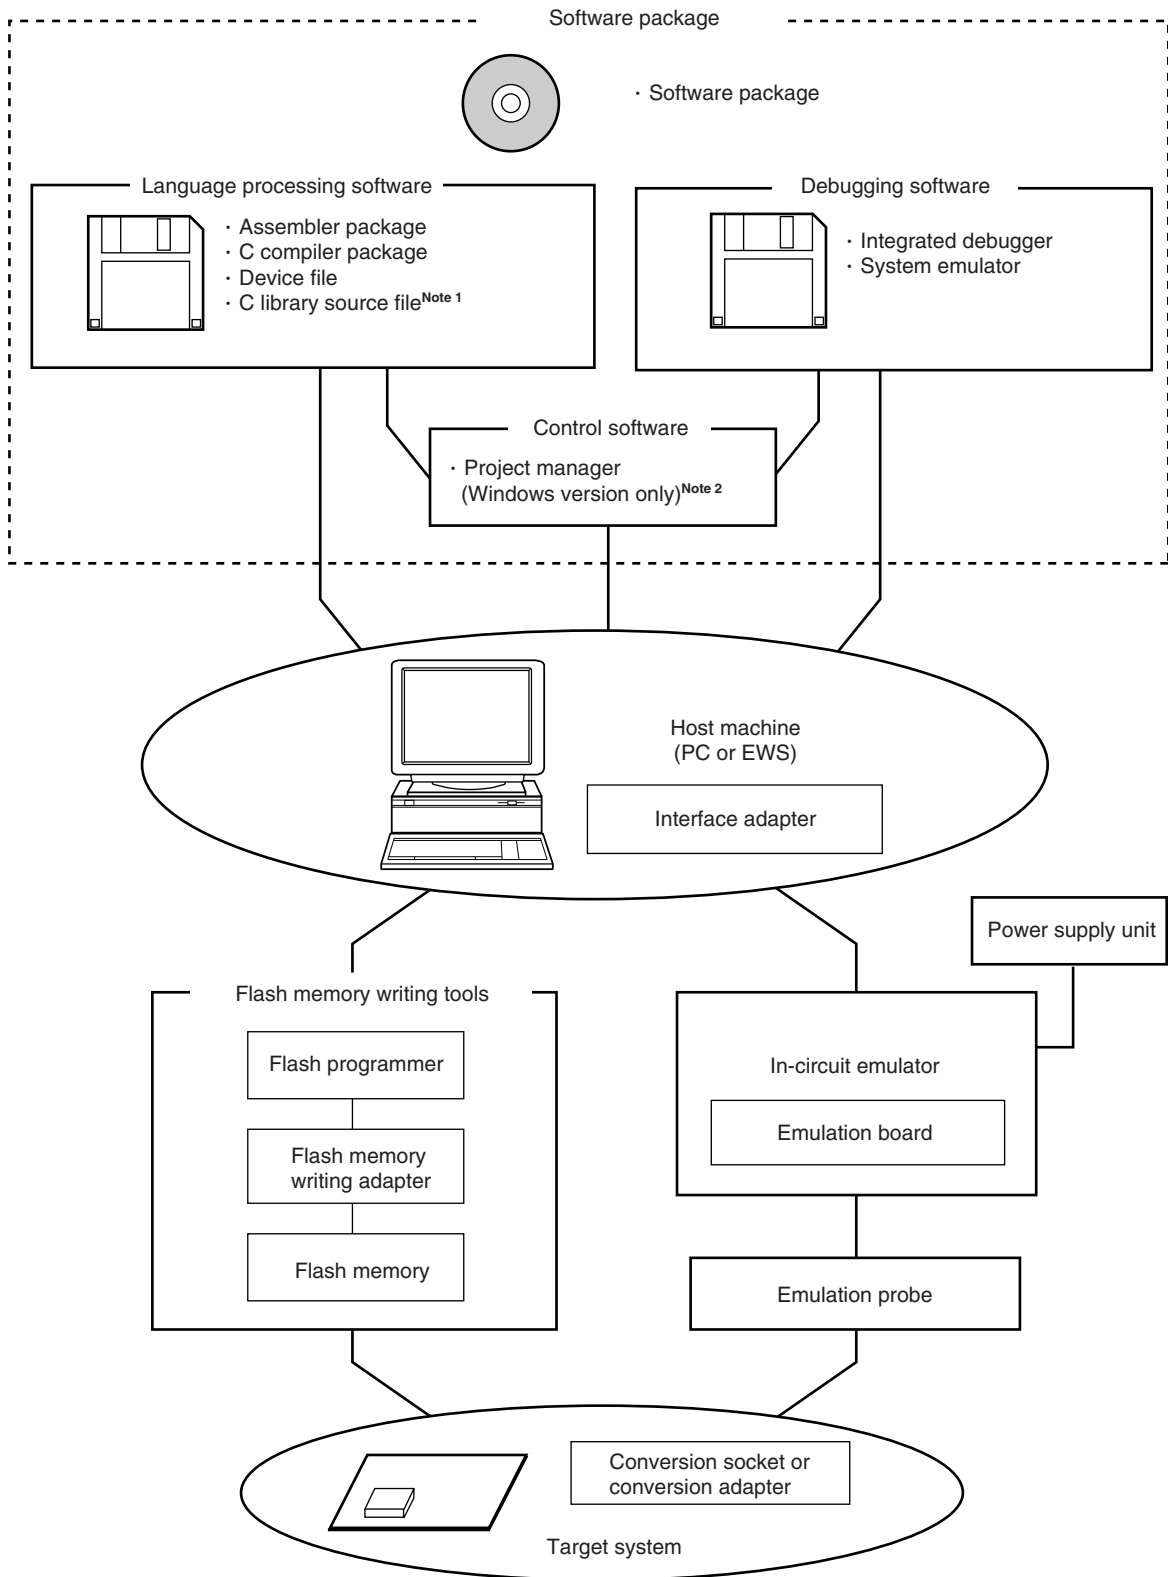 Software package
· Software package
Language processing software
· Assembler package
· C compiler package
· Device file
· C library source fileNote 1
Debugging software
· Integrated debugger
· System emulator
Control software
· Project manager
(Windows version only)Note 2
Host machine
(PC or EWS)
Interface adapter
Power supply unit
Flash memory writing tools
Flash programmer
Flash memory
writing adapter
Flash memory
In-circuit emulator
Emulation board
Emulation probe
Conversion socket or
conversion adapter
Target system